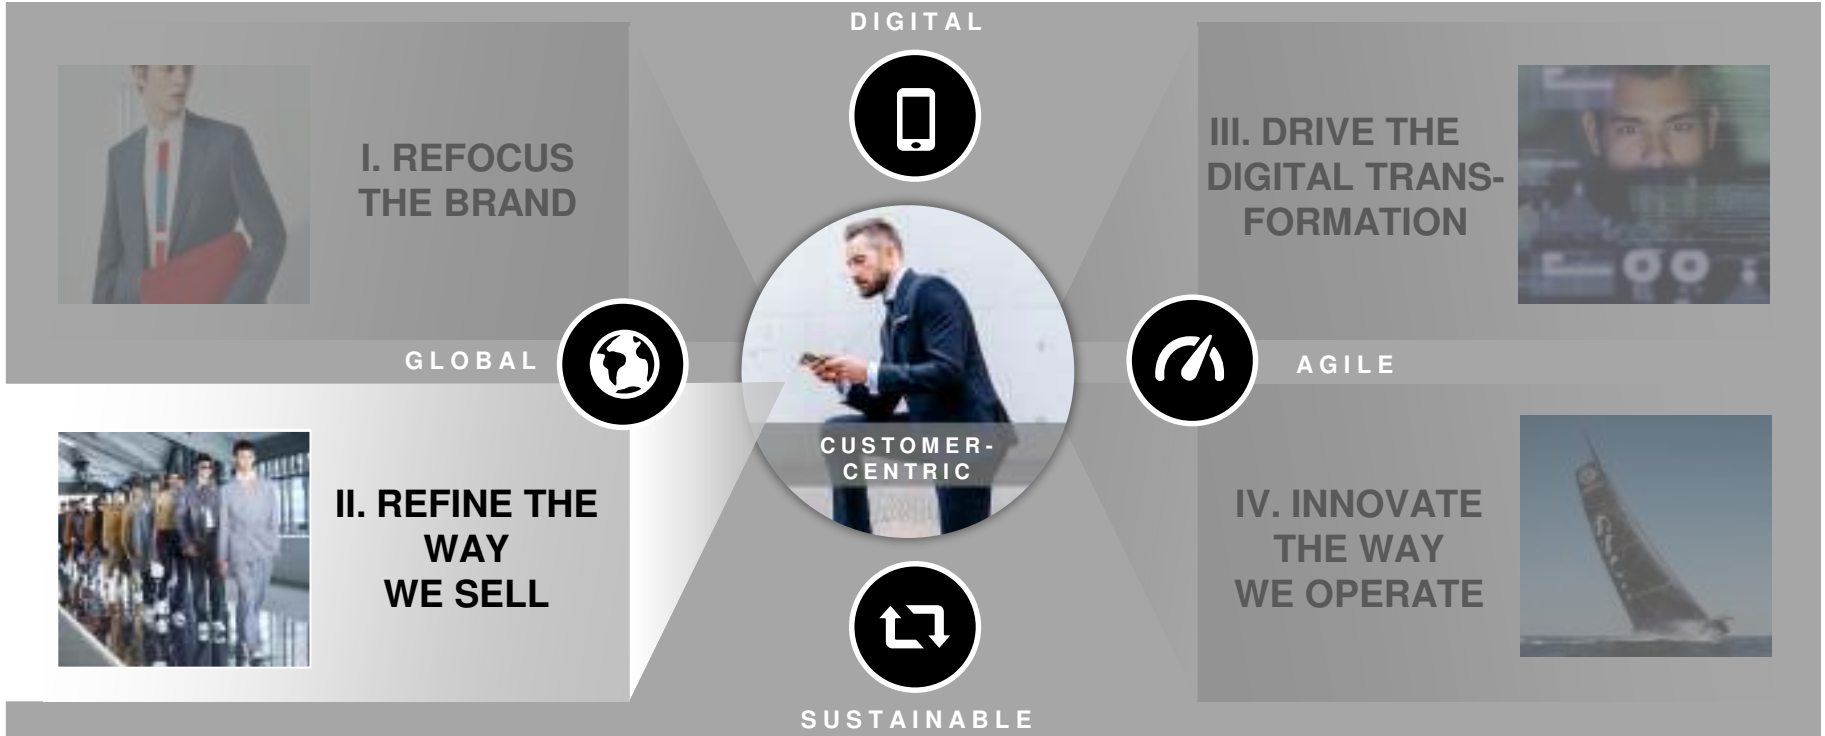 DIGITAL
I. REFOCUS
THE BRAND
III. DRIVE THE
DIGITAL TRANS-
FORMATION
GLOBAL
AGILE
CUSTOMER-
CENTRIC
II. REFINE THE
WAY
WE SELL
IV. INNOVATE
THE WAY
WE OPERATE
SUSTAINABLE